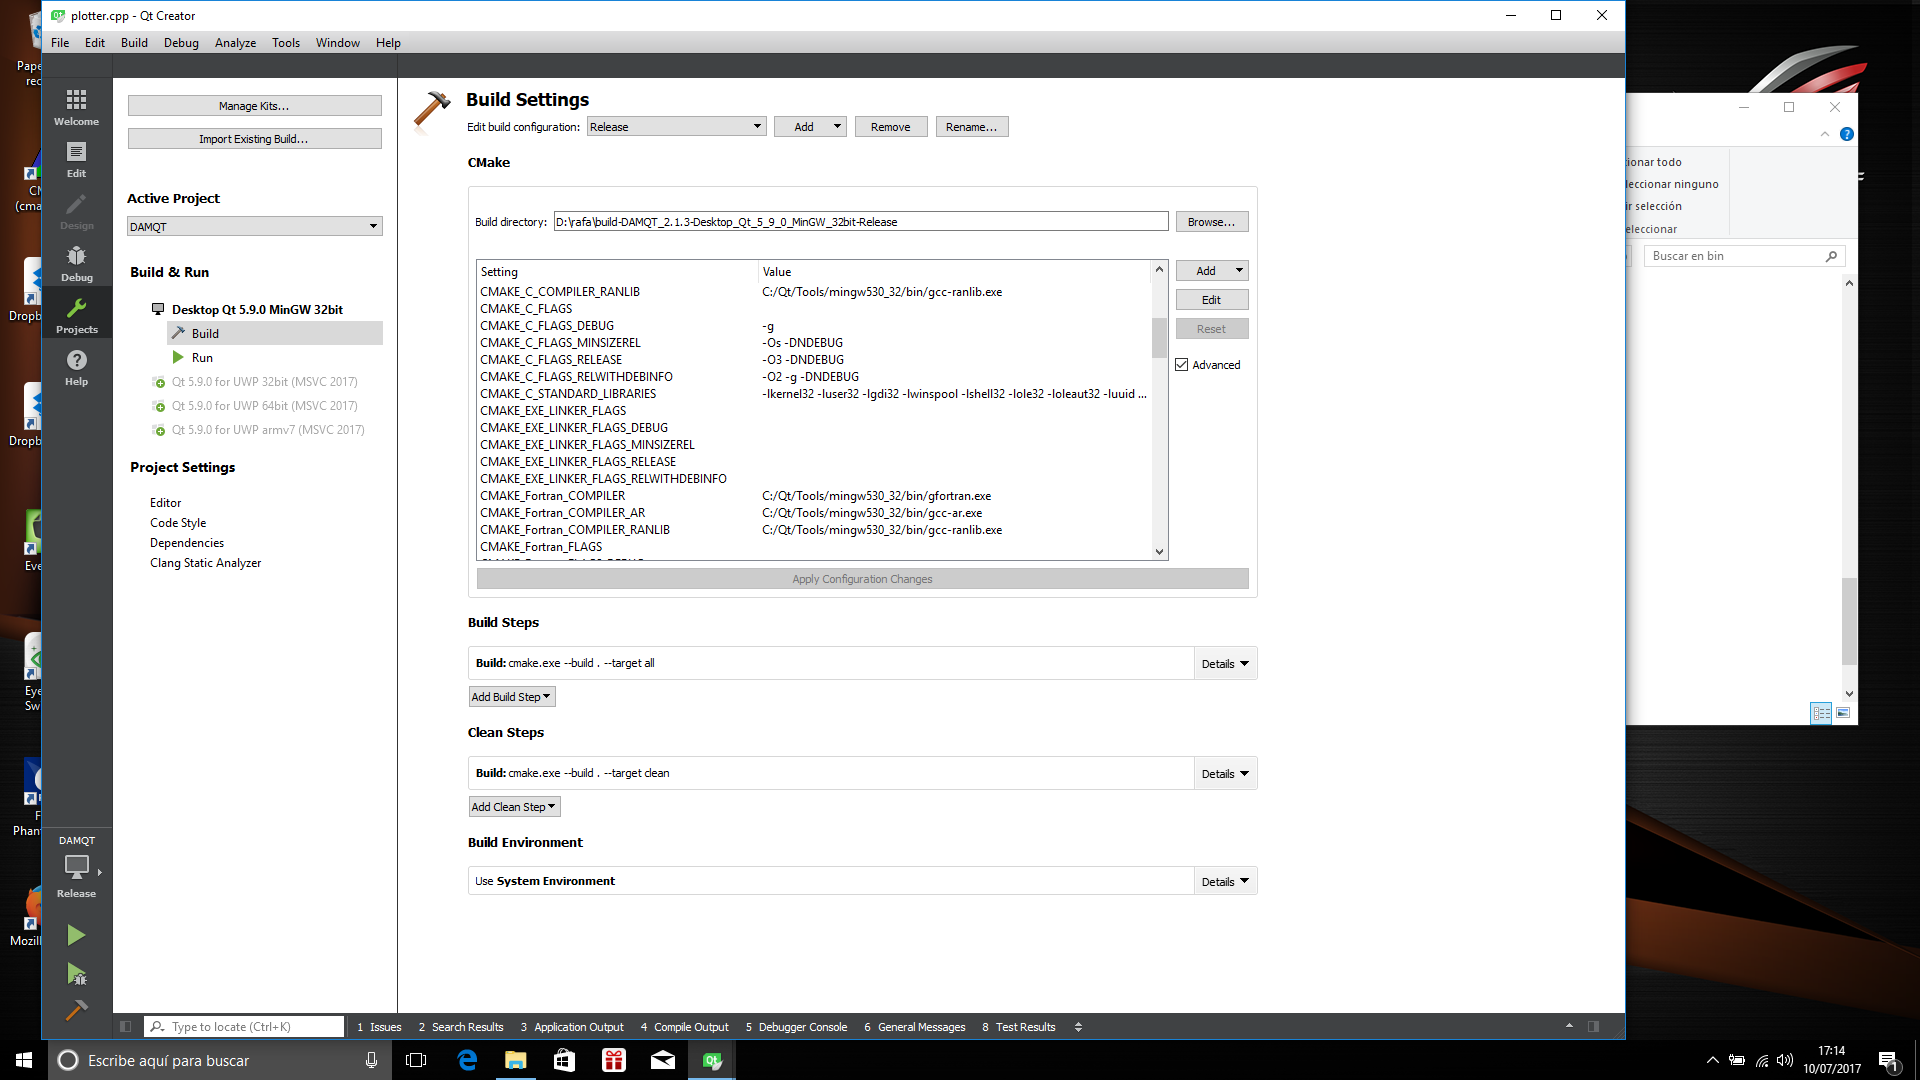 plotter.cpp - Qt Creator
File Edit Build Debug Analyze Tools Window Help
Welcome
Edit
Design
Debug
Projects
Help
DAMQT
Release
Manage Kits...
Import Existing Build...
Active Project
DAMQT
Build & Run
Desktop Qt 5.9.0 MinGW 32bit
Build
Run
Qt 5.9.0 for UWP 32bit (MSVC 2017)
Qt 5.9.0 for UWP 64bit (MSVC 2017)
Qt 5.9.0 for UWP armv7 (MSVC 2017)
Project Settings
Editor
Code Style
Dependencies
Clang Static Analyzer
Build Settings
Edit build configuration: Release Add Remove Rename...
CMake
Build directory: D:\rafa\build-DAMQT_2.1.3-Desktop_Qt_5_9_0_MinGW_32bit-Release Browse...
Setting Value
CMAKE_C_COMPILER_RANLIB C:/Qt/Tools/mingw530_32/bin/gcc-ranlib.exe
CMAKE_C_FLAGS
CMAKE_C_FLAGS_DEBUG -g
CMAKE_C_FLAGS_MINSIZEREL -Os -DNDEBUG
CMAKE_C_FLAGS_RELEASE -O3 -DNDEBUG
CMAKE_C_FLAGS_RELWITHDEBINFO -O2 -g -DNDEBUG
CMAKE_C_STANDARD_LIBRARIES -lkernel32 -luser32 -lgdi32 -lwinspool -lshell32 -lole32 -loleaut32 -luuid ...
CMAKE_EXE_LINKER_FLAGS
CMAKE_EXE_LINKER_FLAGS_DEBUG
CMAKE_EXE_LINKER_FLAGS_MINSIZEREL
CMAKE_EXE_LINKER_FLAGS_RELEASE
CMAKE_EXE_LINKER_FLAGS_RELWITHDEBINFO
CMAKE_Fortran_COMPILER C:/Qt/Tools/mingw530_32/bin/gfortran.exe
CMAKE_Fortran_COMPILER_AR C:/Qt/Tools/mingw530_32/bin/gcc-ar.exe
CMAKE_Fortran_COMPILER_RANLIB C:/Qt/Tools/mingw530_32/bin/gcc-ranlib.exe
CMAKE_Fortran_FLAGS
Add
Edit
Reset
Advanced
Apply Configuration Changes
Build Steps
Build: cmake.exe --build . --target all Details
Add Build Step
Clean Steps
Build: cmake.exe --build . --target clean Details
Add Clean Step
Build Environment
Use System Environment Details
Type to locate (Ctrl+K) 1 Issues 2 Search Results 3 Application Output 4 Compile Output 5 Debugger Console 6 General Messages 8 Test Results
ionar todo
leccionar ninguno
ir selección
eleccionar
Buscar en bin
Pape
rec
CM
(cma
Dropb
Dropb
Eve
Eye
Sw
F
Phant
Mozill
Escribe aquí para buscar
17:14
10/07/2017
1